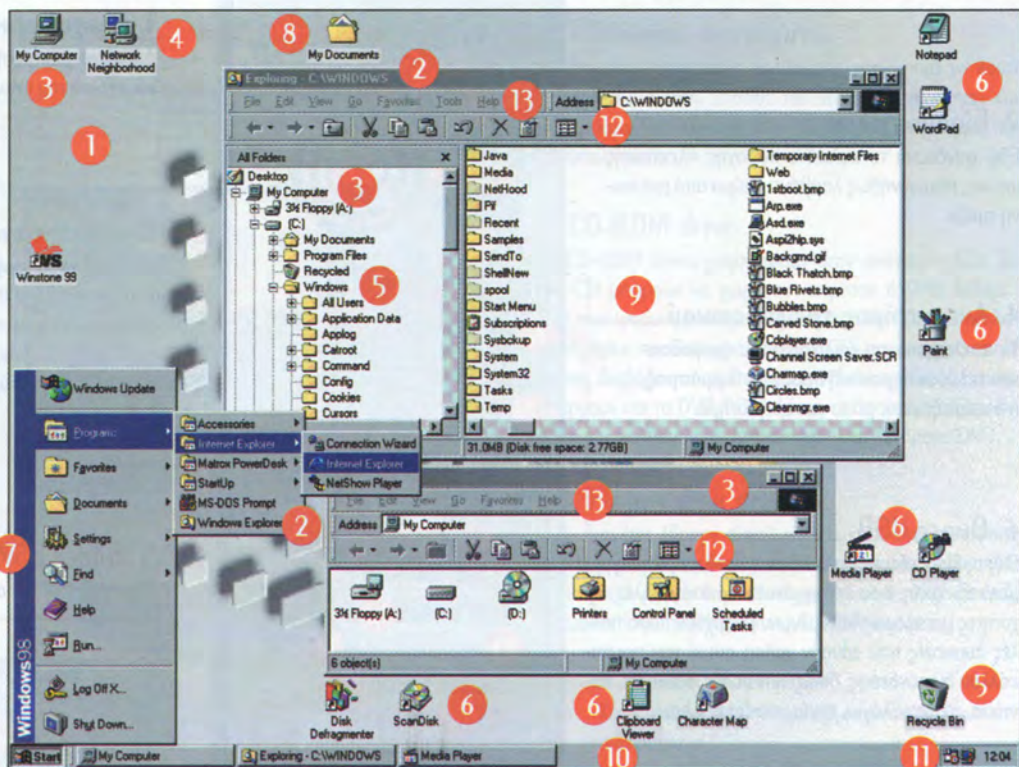 My Computer
Network
Neighborhood
4
8
My Documents
Notepad
6
WordPad
3
1
Winstone 99
2
Exploring - C:\WINDOWS
File Edit View Go Favorites Tools Help
13
Address C:\WINDOWS
12
All Folders
Desktop
My Computer
3
3½ Floppy (A:)
(C:)
My Documents
Program Files
Recycled
Windows
5
All Users
Application Data
Applog
Catroot
Command
Config
Cookies
Cursors
Java
Media
NetHood
Pif
Recent
Samples
SendTo
ShellNew
spool
Start Menu
Subscriptions
Sysbckup
System
System32
Tasks
Temp
9
Temporary Internet Files
Web
1stboot.bmp
Arp.exe
Asd.exe
Aspi2hlp.sys
Backgrnd.gif
Black Thatch.bmp
Blue Rivets.bmp
Bubbles.bmp
Carved Stone.bmp
Cdplayer.exe
Channel Screen Saver.SCR
Charmap.exe
Circles.bmp
Cleanmgr.exe
31.0MB (Disk free space: 2.77GB)
My Computer
Paint
6
Windows Update
Programs
Favorites
Documents
Settings
Find
Help
Run...
Log Off X...
Shut Down...
Windows98
7
Accessories
Internet Explorer
Matrox PowerDesk
StartUp
MS-DOS Prompt
Windows Explorer
2
Connection Wizard
Internet Explorer
NetShow Player
3
File Edit View Go Favorites Help
13
Address My Computer
12
3½ Floppy (A:)
(C:)
(D:)
Printers
Control Panel
Scheduled
Tasks
6 object(s)
My Computer
6
Media Player
CD Player
Disk
Defragmenter
ScanDisk
6
6
Clipboard
Viewer
Character Map
5
Recycle Bin
10
11
Start
My Computer
Exploring - C:\WINDOWS
Media Player
12:04